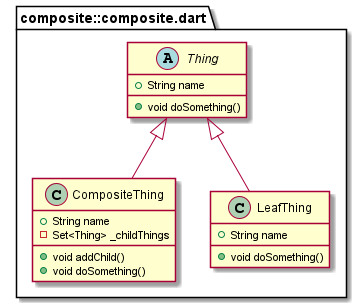 composite::composite.dart
A Thing
String name
void doSomething()
C CompositeThing
String name
Set<Thing> _childThings
void addChild()
void doSomething()
C LeafThing
String name
void doSomething()